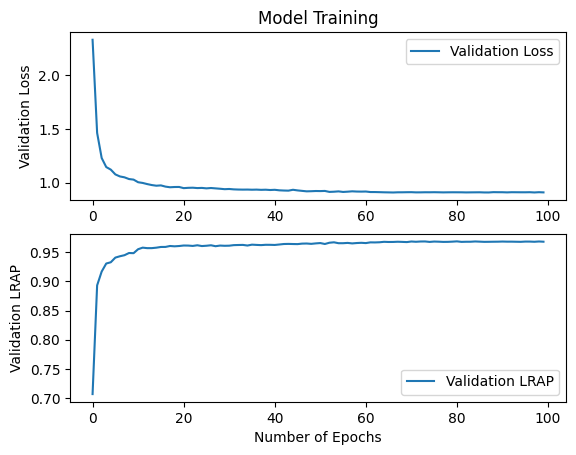 Model Training
Validation Loss
2.0
1.5
1.0
Validation Loss
0 20 40 60 80 100
Validation LRAP
0.95
0.90
0.85
0.80
0.75
0.70
Validation LRAP
0 20 40 60 80 100
Number of Epochs